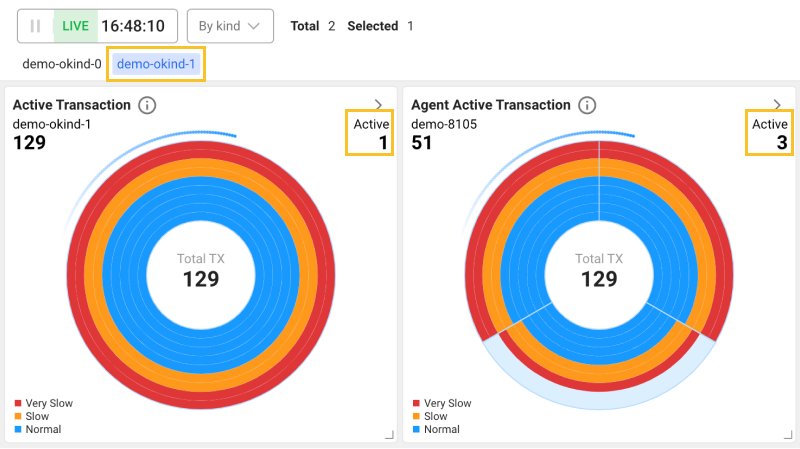 LIVE 16:48:10 By kind Total 2 Selected 1
demo-okind-0 demo-okind-1
Active Transaction
demo-okind-1 Active
129 1
Total TX
129
Very Slow
Slow
Normal
Agent Active Transaction
demo-8105 Active
51 3
Total TX
129
Very Slow
Slow
Normal